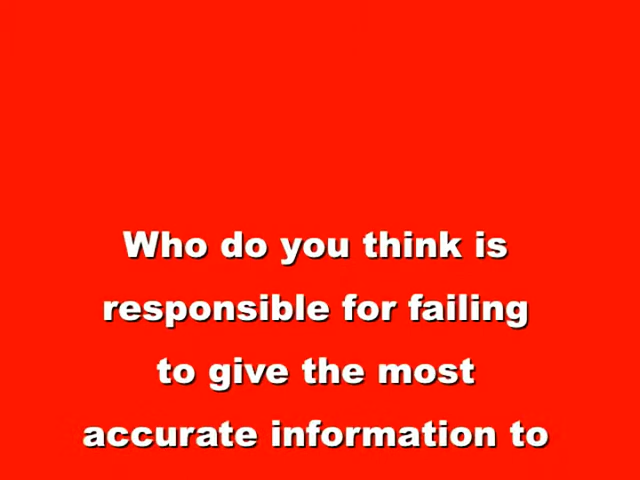 Who do you think is
responsible for failing
to give the most
accurate information to